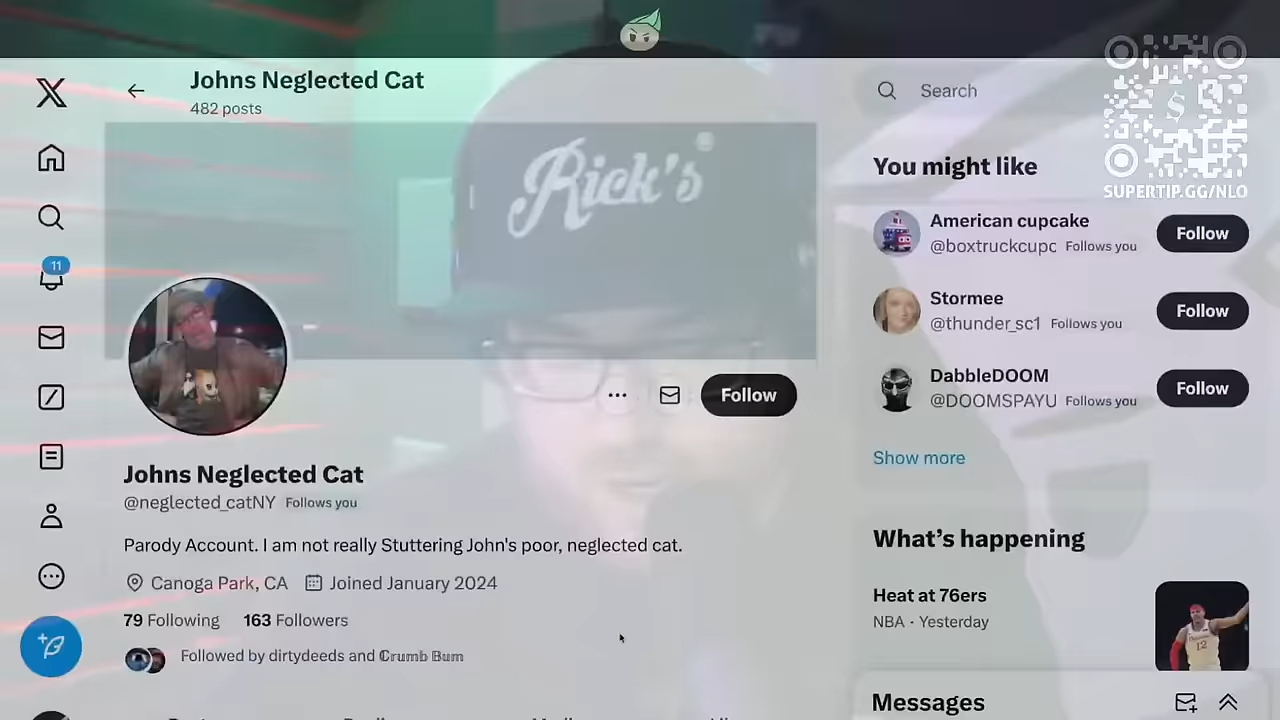 Johns Neglected Cat
482 posts
Search
SUPERTIP.GG/NLO
Rick's
You might like
American cupcake
@boxtruckcupc Follows you
Follow
Stormee
@thunder_sc1 Follows you
Follow
DabbleDOOM
@DOOMSPAYU Follows you
Follow
Show more
11
Follow
Johns Neglected Cat
@neglected_catNY Follows you
Parody Account. I am not really Stuttering John's poor, neglected cat.
Canoga Park, CA Joined January 2024
79 Following 163 Followers
Followed by dirtydeeds and ℂrumb Bum
What's happening
Heat at 76ers
NBA · Yesterday
12
Messages